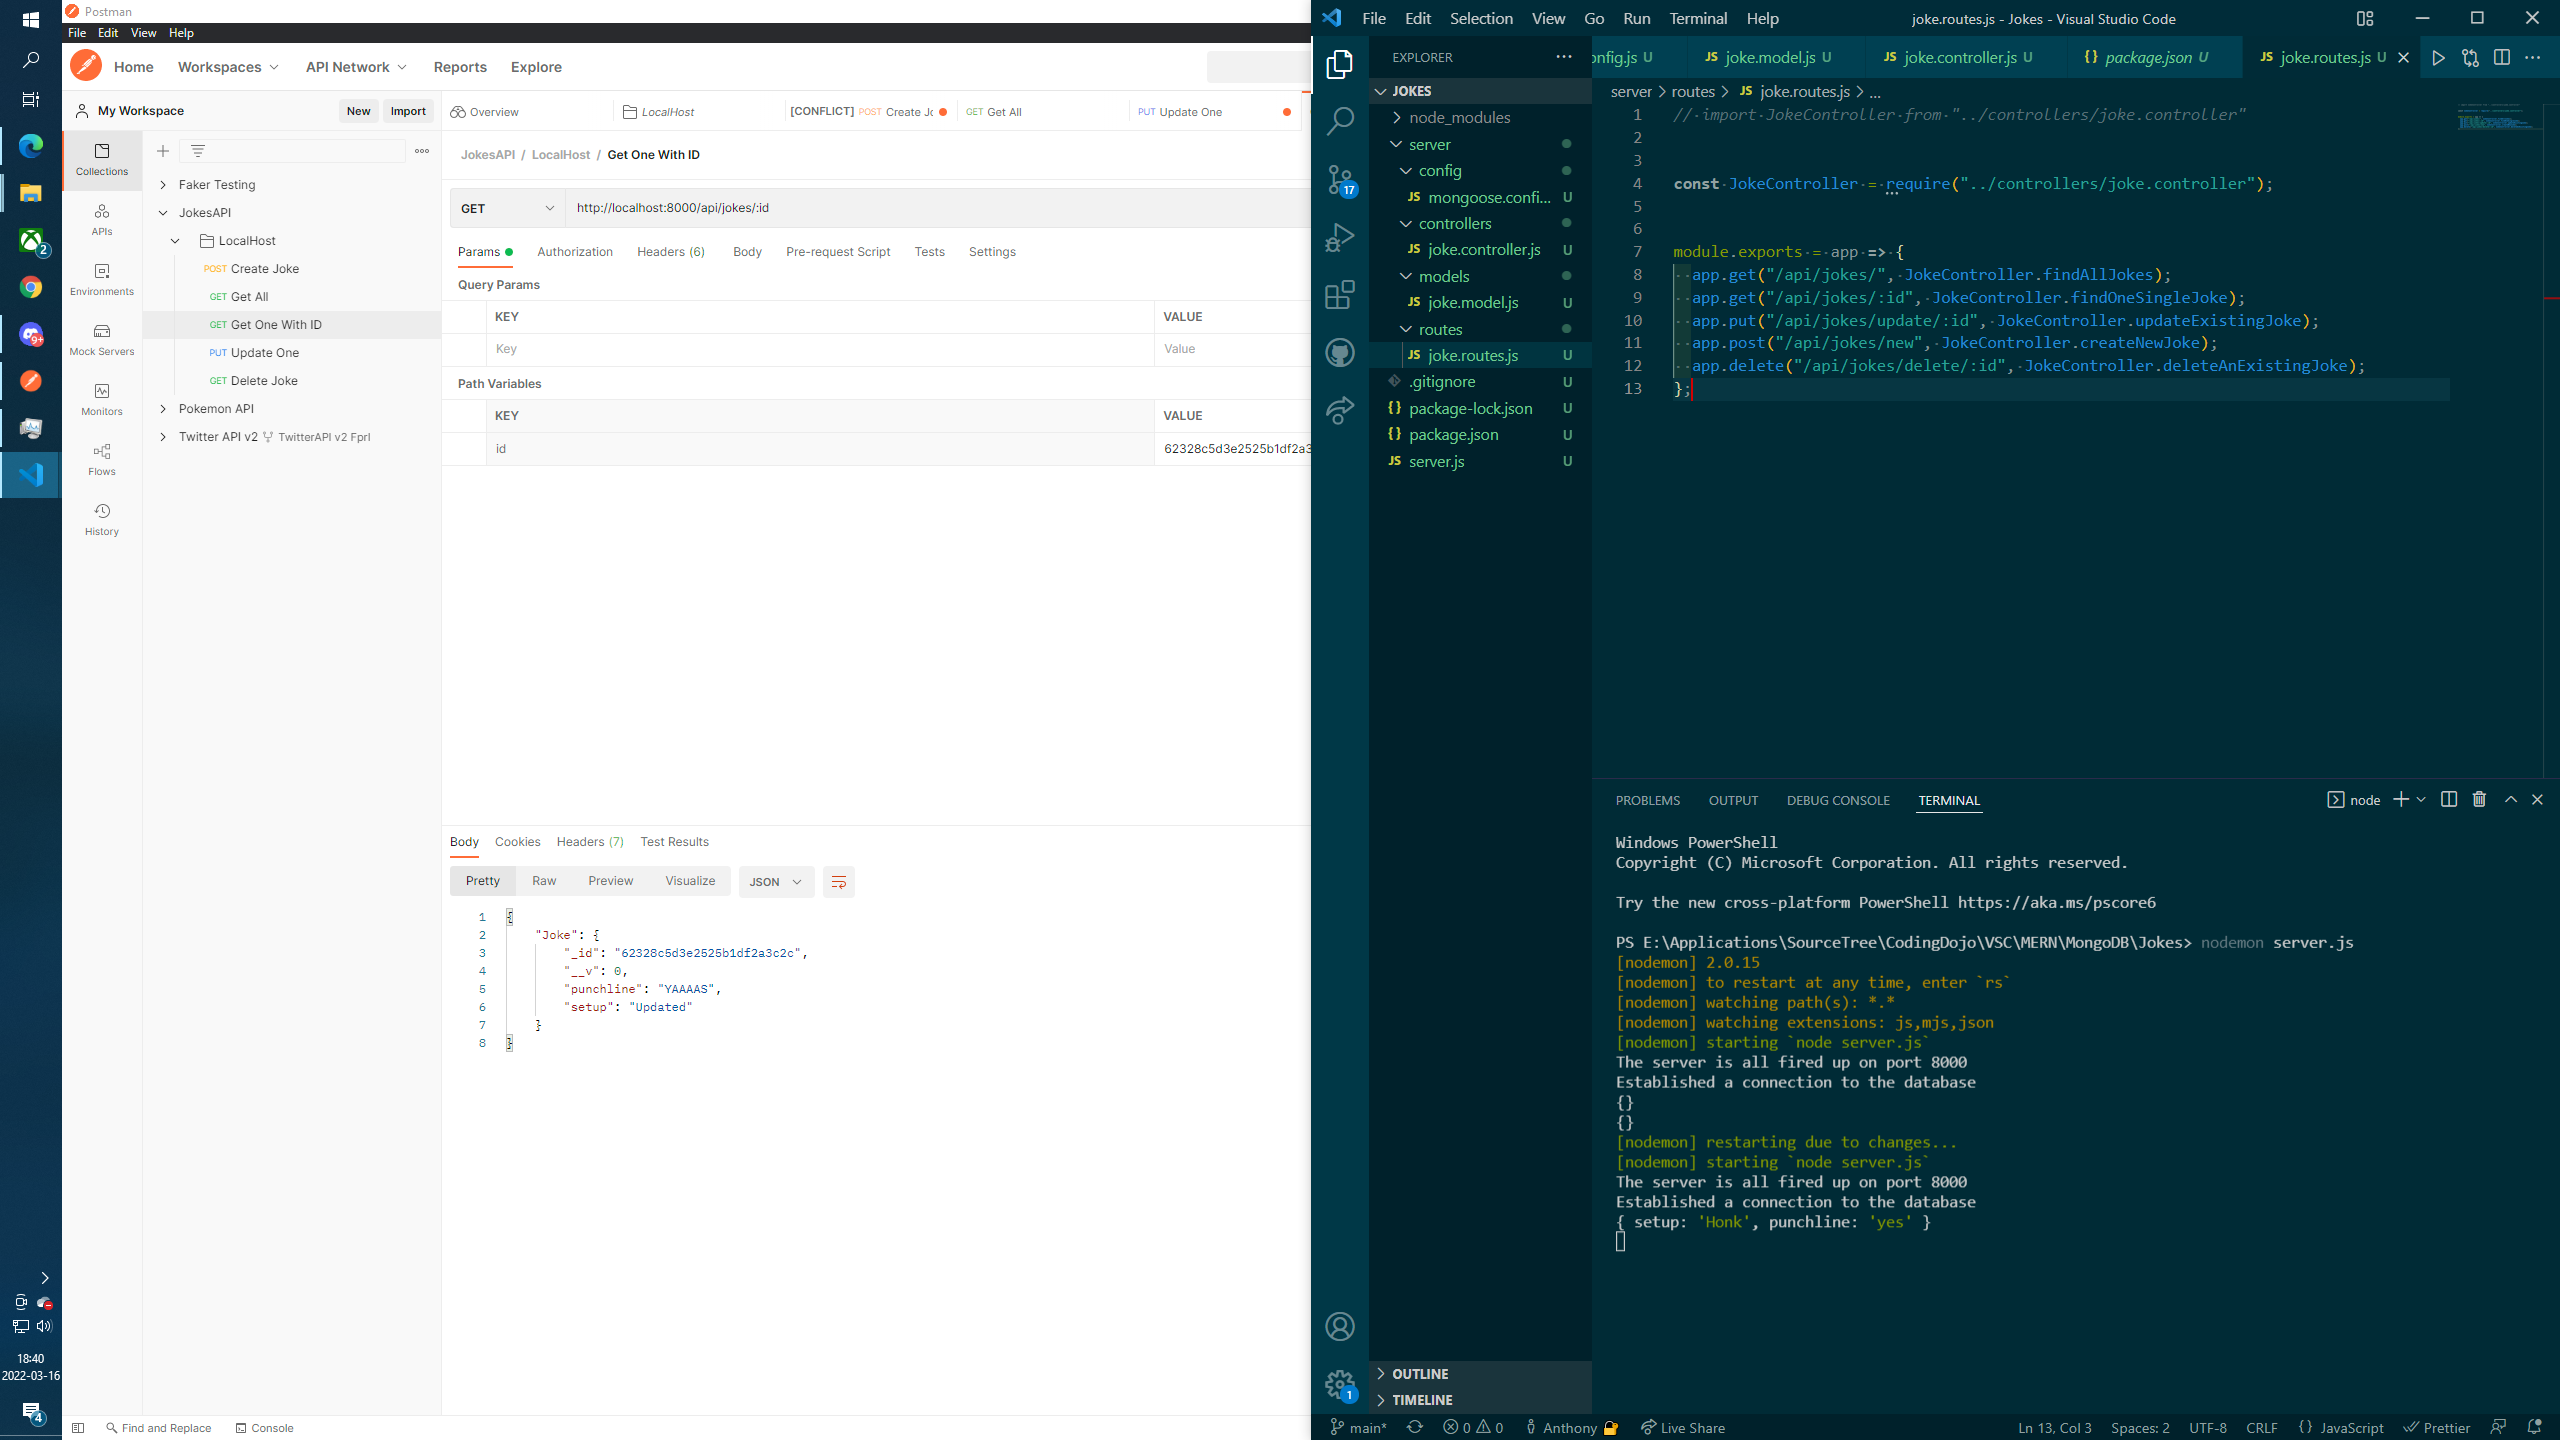 Postman
File Edit View Help
Home Workspaces API Network Reports Explore
My Workspace New Import
Overview LocalHost [CONFLICT] POST Create Jo GET Get All PUT Update One
Collections
APIs
Environments
Mock Servers
Monitors
Flows
History
Faker Testing
JokesAPI
LocalHost
POST Create Joke
GET Get All
GET Get One With ID
PUT Update One
GET Delete Joke
Pokemon API
Twitter API v2 TwitterAPI v2 Fprl
JokesAPI / LocalHost / Get One With ID
GET http://localhost:8000/api/jokes/:id
Params Authorization Headers (6) Body Pre-request Script Tests Settings
Query Params
KEY VALUE
Key Value
Path Variables
KEY VALUE
id 62328c5d3e2525b1df2a3
Body Cookies Headers (7) Test Results
Pretty Raw Preview Visualize JSON
1 {
2 "Joke": {
3 "_id": "62328c5d3e2525b1df2a3c2c",
4 "__v": 0,
5 "punchline": "YAAAAS",
6 "setup": "Updated"
7 }
8 }
Find and Replace Console
2
9+
18:40
2022-03-16
4
File Edit Selection View Go Run Terminal Help joke.routes.js - Jokes - Visual Studio Code
EXPLORER
17
JOKES
node_modules
server
config
JS mongoose.confi... U
controllers
JS joke.controller.js U
models
JS joke.model.js U
routes
JS joke.routes.js U
.gitignore U
{} package-lock.json U
{} package.json U
JS server.js U
OUTLINE
TIMELINE
1
onfig.js U JS joke.model.js U JS joke.controller.js U {} package.json U JS joke.routes.js U
server > routes > JS joke.routes.js > ...
1 // import JokeController from "../controllers/joke.controller"
2
3
4 const JokeController = require("../controllers/joke.controller");
5
6
7 module.exports = app => {
8 app.get("/api/jokes/", JokeController.findAllJokes);
9 app.get("/api/jokes/:id", JokeController.findOneSingleJoke);
10 app.put("/api/jokes/update/:id", JokeController.updateExistingJoke);
11 app.post("/api/jokes/new", JokeController.createNewJoke);
12 app.delete("/api/jokes/delete/:id", JokeController.deleteAnExistingJoke);
13 };
PROBLEMS OUTPUT DEBUG CONSOLE TERMINAL node
Windows PowerShell
Copyright (C) Microsoft Corporation. All rights reserved.
Try the new cross-platform PowerShell https://aka.ms/pscore6
PS E:\Applications\SourceTree\CodingDojo\VSC\MERN\MongoDB\Jokes> nodemon server.js
[nodemon] 2.0.15
[nodemon] to restart at any time, enter `rs`
[nodemon] watching path(s): *.*
[nodemon] watching extensions: js,mjs,json
[nodemon] starting `node server.js`
The server is all fired up on port 8000
Established a connection to the database
{}
{}
[nodemon] restarting due to changes...
[nodemon] starting `node server.js`
The server is all fired up on port 8000
Established a connection to the database
{ setup: 'Honk', punchline: 'yes' }
main* 0 0 Anthony Live Share Ln 13, Col 3 Spaces: 2 UTF-8 CRLF {} JavaScript Prettier